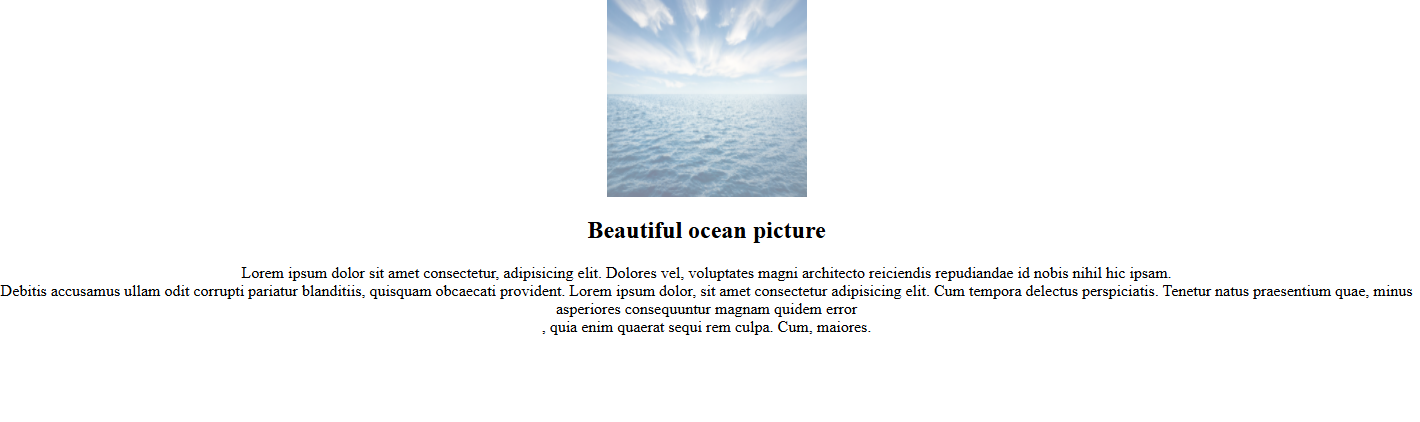 Beautiful ocean picture
Lorem ipsum dolor sit amet consectetur, adipisicing elit. Dolores vel, voluptates magni architecto reiciendis repudiandae id nobis nihil hic ipsam.
Debitis accusamus ullam odit corrupti pariatur blanditiis, quisquam obcaecati provident. Lorem ipsum dolor, sit amet consectetur adipisicing elit. Cum tempora delectus perspiciatis. Tenetur natus praesentium quae, minus
asperiores consequuntur magnam quidem error
, quia enim quaerat sequi rem culpa. Cum, maiores.